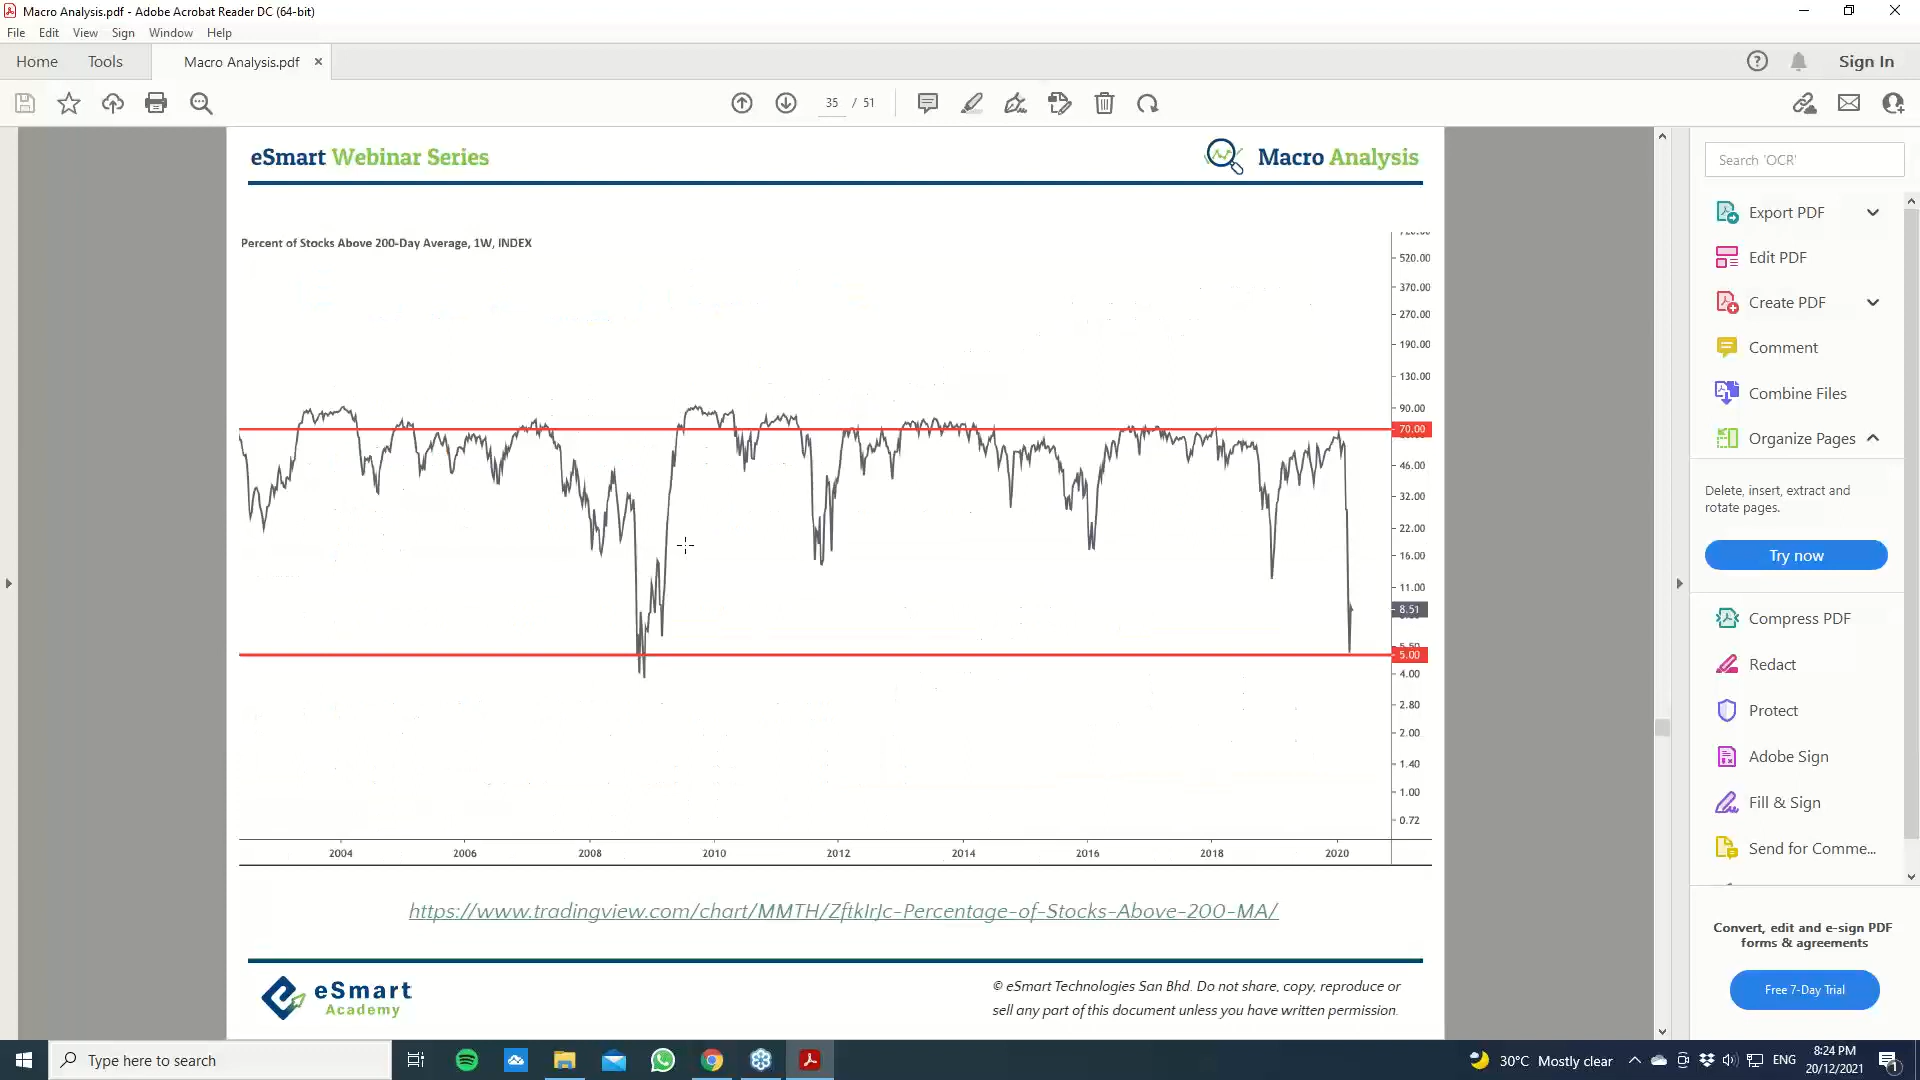 Macro Analysis.pdf - Adobe Acrobat Reader DC (64-bit)
File Edit View Sign Window Help
Home Tools Macro Analysis.pdf × Sign In
35 / 51
eSmart Webinar Series
Macro Analysis
Percent of Stocks Above 200-Day Average, 1W, INDEX
520.00
370.00
270.00
190.00
130.00
90.00
70.00
46.00
32.00
22.00
16.00
11.00
8.51
5.00
4.00
2.80
2.00
1.40
1.00
0.72
2004 2006 2008 2010 2012 2014 2016 2018 2020
https://www.tradingview.com/chart/MMTH/ZftkIrJc-Percentage-of-Stocks-Above-200-MA/
eSmart
Academy
© eSmart Technologies San Bhd. Do not share, copy, reproduce or
sell any part of this document unless you have written permission.
Search 'OCR'
Export PDF
Edit PDF
Create PDF
Comment
Combine Files
Organize Pages
Delete, insert, extract and
rotate pages.
Try now
Compress PDF
Redact
Protect
Adobe Sign
Fill & Sign
Send for Comme...
Convert, edit and e-sign PDF
forms & agreements
Free 7-Day Trial
Type here to search
30°C Mostly clear
ENG
8:24 PM
20/12/2021
1